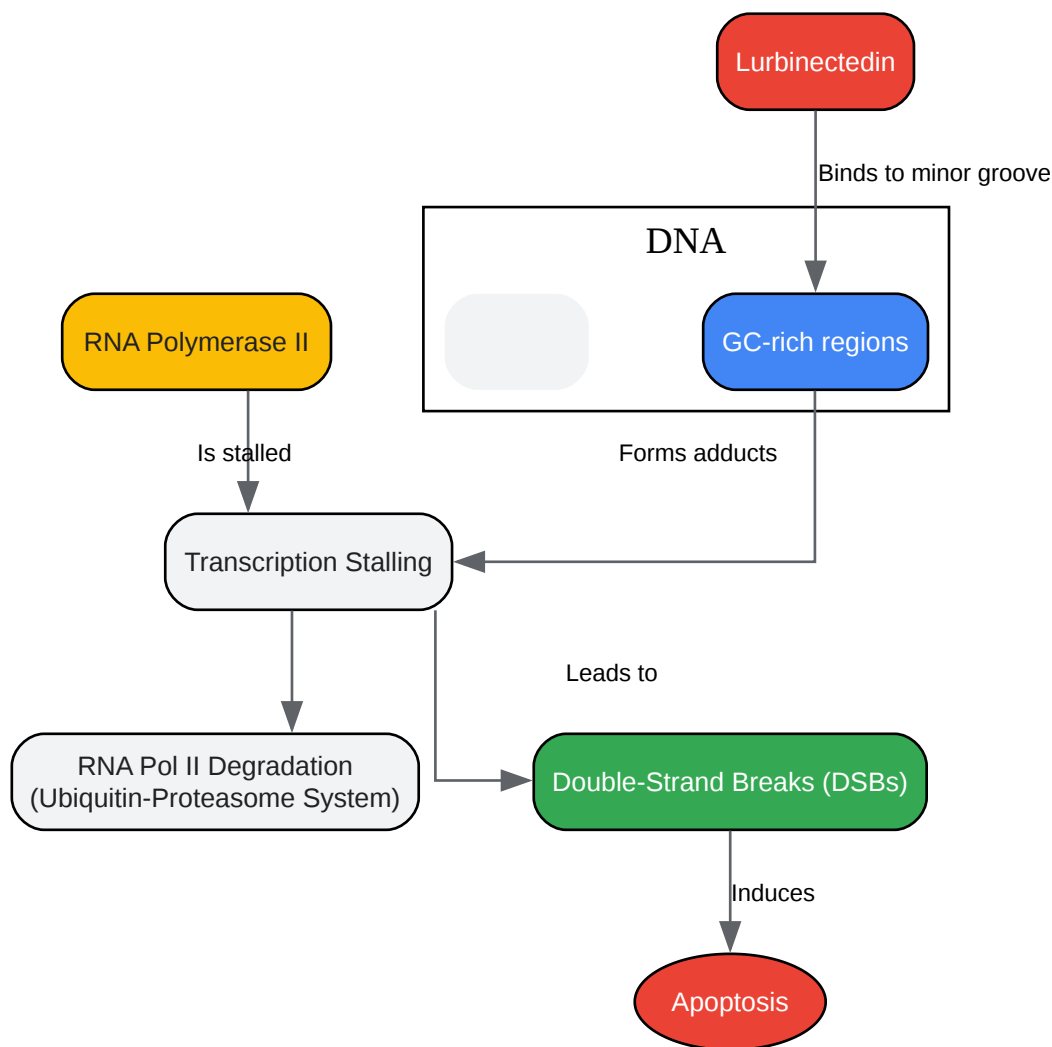 Lurbinectedin
Binds to minor groove
DNA
RNA Polymerase II
GC-rich regions
Is stalled
Forms adducts
Transcription Stalling
Leads to
RNA Pol II Degradation
(Ubiquitin-Proteasome System)
Double-Strand Breaks (DSBs)
Induces
Apoptosis